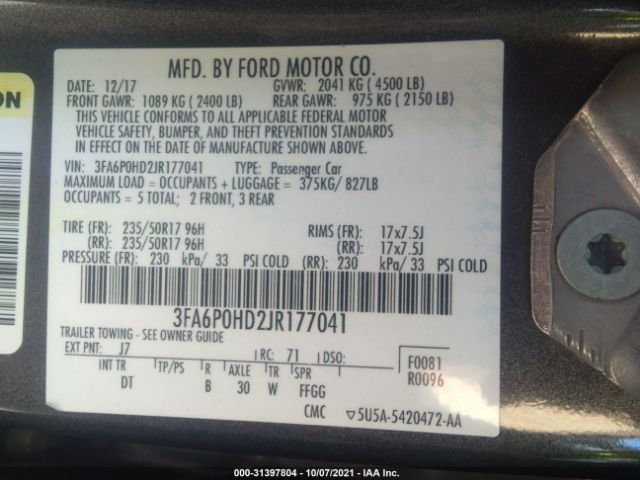 MFD. BY FORD MOTOR CO.
DATE: 12/17 GVWR: 2041 KG ( 4500 LB)
FRONT GAWR: 1089 KG ( 2400 LB) REAR GAWR: 975 KG ( 2150 LB)
THIS VEHICLE CONFORMS TO ALL APPLICABLE FEDERAL MOTOR
VEHICLE SAFETY, BUMPER, AND THEFT PREVENTION STANDARDS
IN EFFECT ON THE DATE OF MANUFACTURE SHOWN ABOVE.
VIN: 3FA6P0HD2JR177041 TYPE: Passenger Car
MAXIMUM LOAD = OCCUPANTS + LUGGAGE = 375KG/ 827LB
OCCUPANTS = 5 TOTAL; 2 FRONT, 3 REAR
TIRE (FR): 235/50R17 96H RIMS (FR): 17x7.5J
(RR): 235/50R17 96H (RR): 17x7.5J
PRESSURE (FR): 230 kPa/ 33 PSI COLD (RR): 230 kPa/ 33 PSI COLD
3FA6P0HD2JR177041
TRAILER TOWING - SEE OWNER GUIDE
EXT PNT: J7 RC: 71 DSO: F0081
INT TR TP/PS R AXLE TR SPR R0096
DT B 30 W FFGG
CMC ▽5U5A-5420472-AA
ON
000-31397804 | 10/07/2021 | IAA Inc.